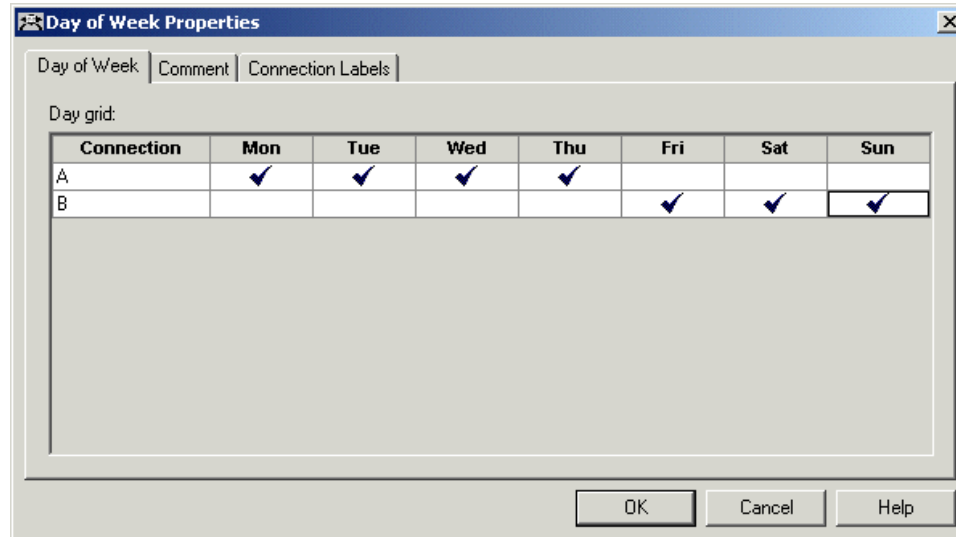 Day of Week Properties
Day of Week Comment Connection Labels
Day grid:
Connection Mon Tue Wed Thu Fri Sat Sun
A
B
OK Cancel Help